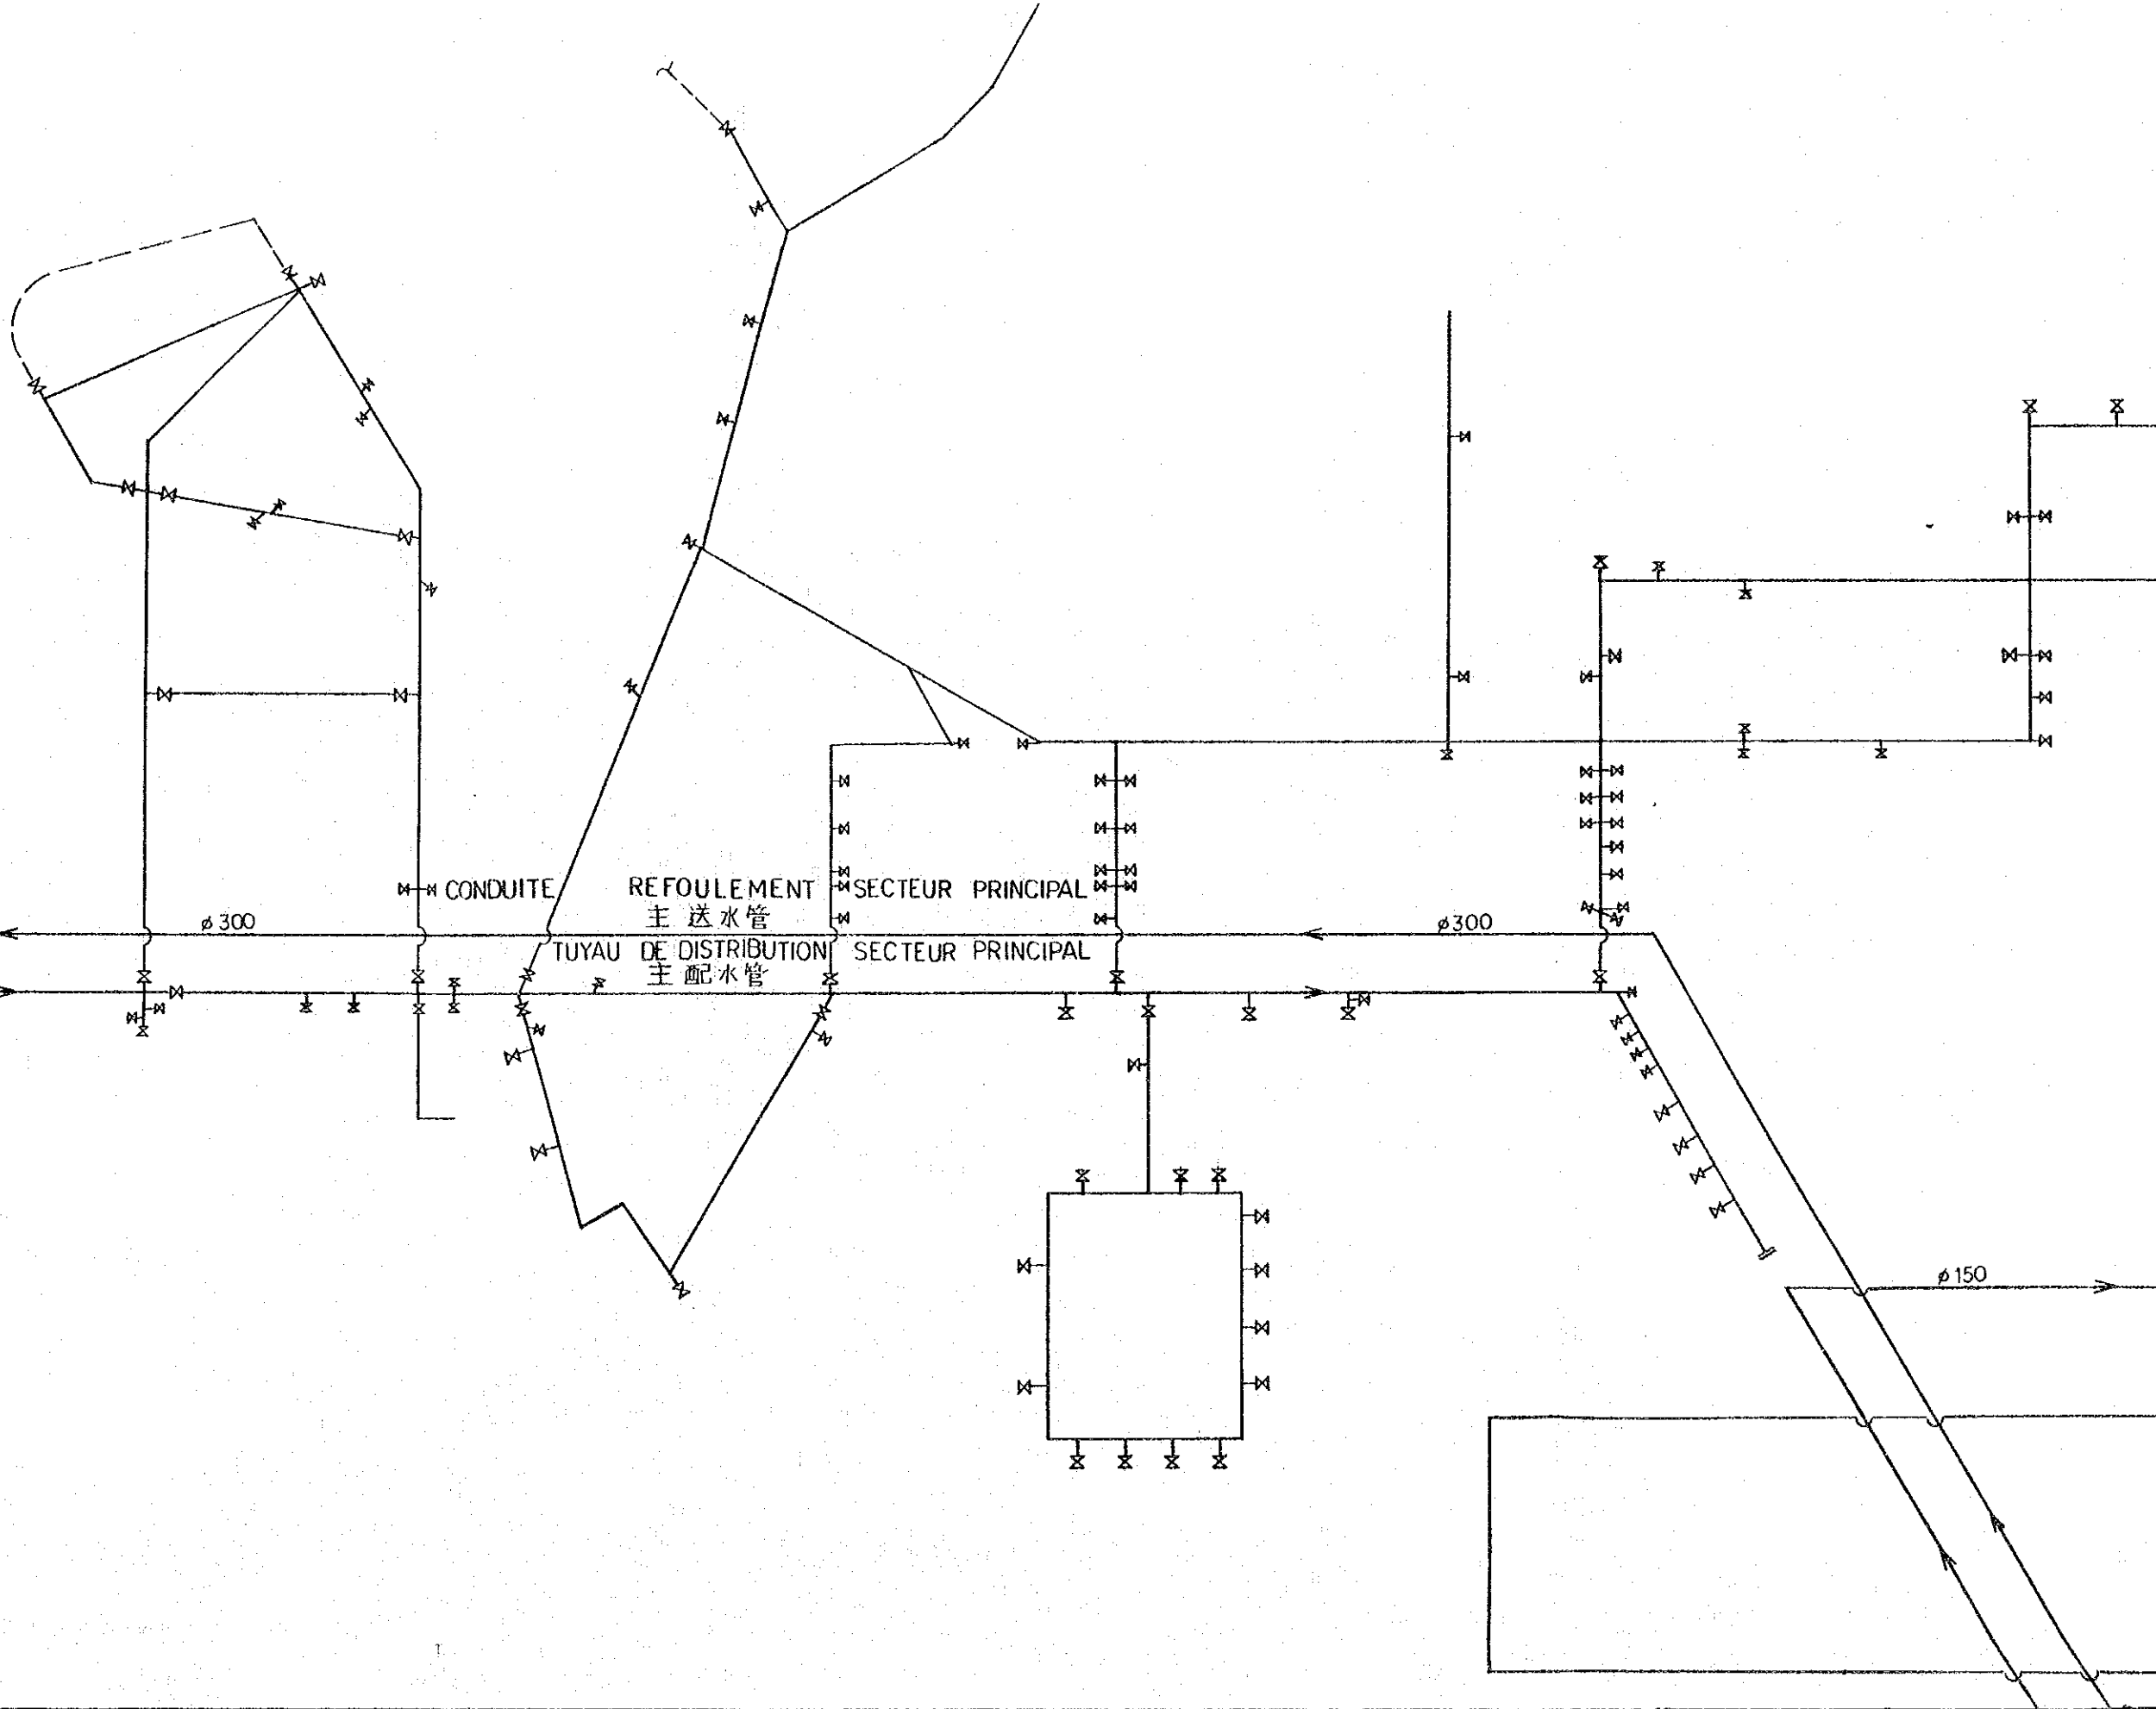 CONDUITE REFOULEMENT SECTEUR PRINCIPAL
主送水管
ø300
ø300
TUYAU DE DISTRIBUTION SECTEUR PRINCIPAL
主配水管
ø150